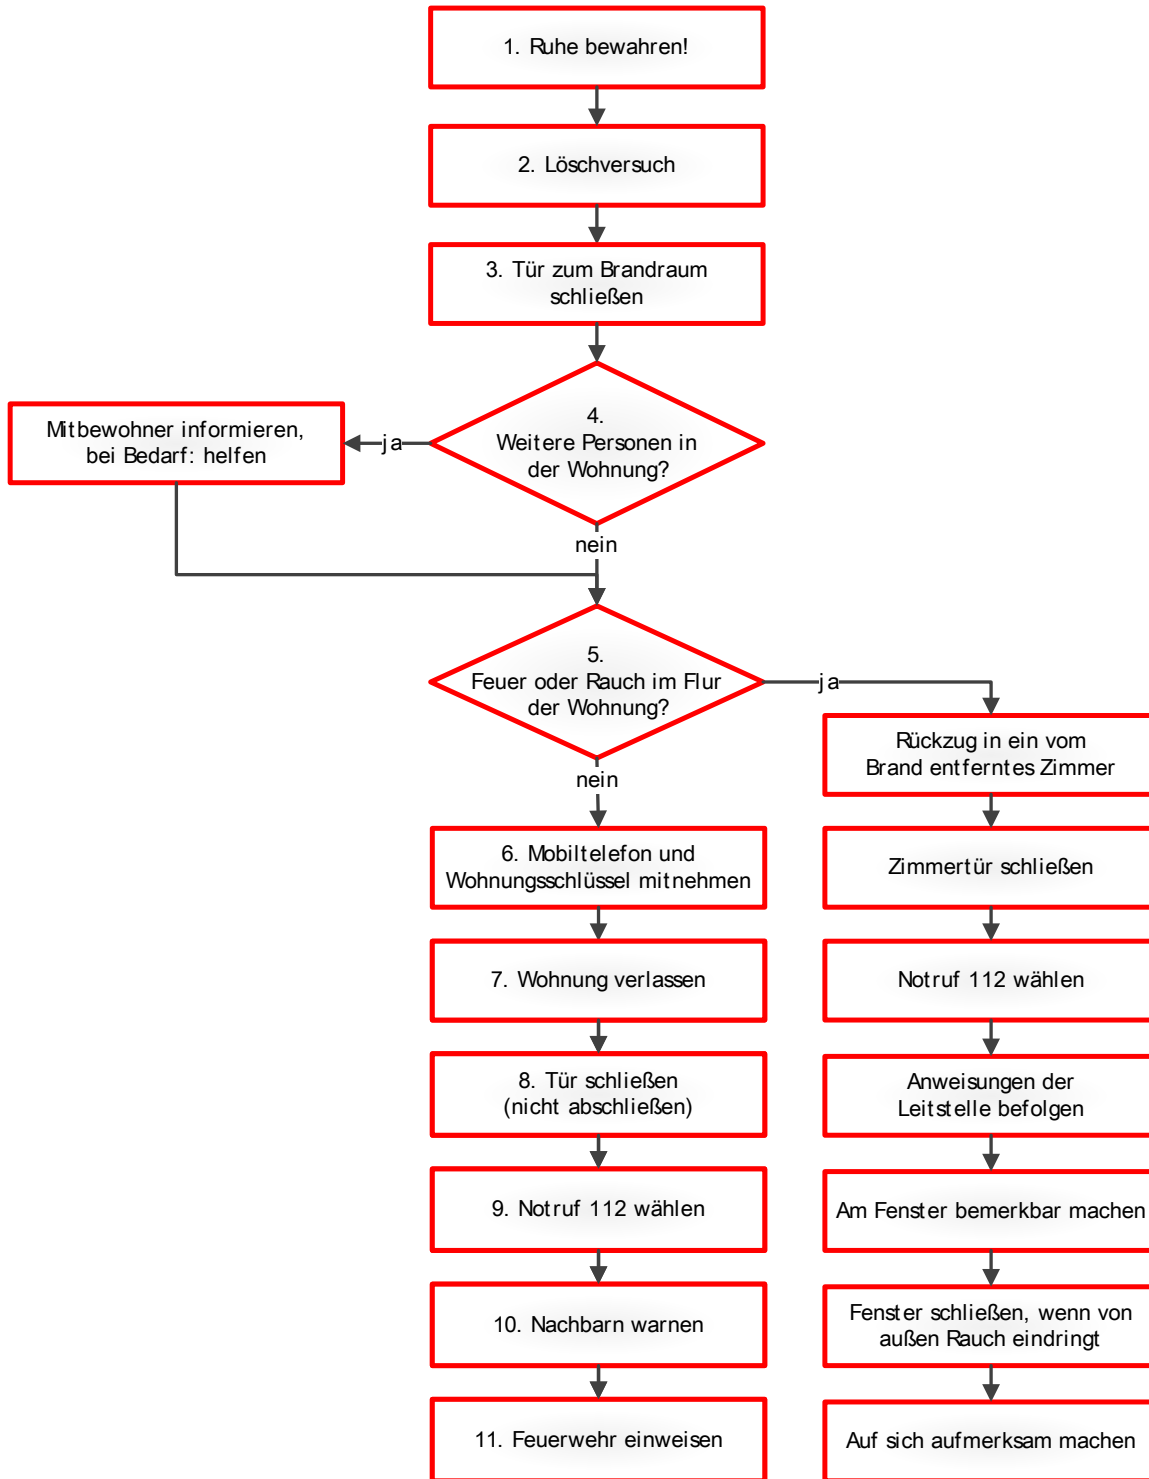 1. Ruhe bewahren!
2. Löschversuch
3. Tür zum Brandraum
schließen
4.
Weitere Personen in
der Wohnung?
ja
Mitbewohner informieren,
bei Bedarf: helfen
nein
5.
Feuer oder Rauch im Flur
der Wohnung?
ja
nein
6. Mobiltelefon und
Wohnungsschlüssel mitnehmen
7. Wohnung verlassen
8. Tür schließen
(nicht abschließen)
9. Notruf 112 wählen
10. Nachbarn warnen
11. Feuerwehr einweisen
Rückzug in ein vom
Brand entferntes Zimmer
Zimmertür schließen
Notruf 112 wählen
Anweisungen der
Leitstelle befolgen
Am Fenster bemerkbar machen
Fenster schließen, wenn von
außen Rauch eindringt
Auf sich aufmerksam machen